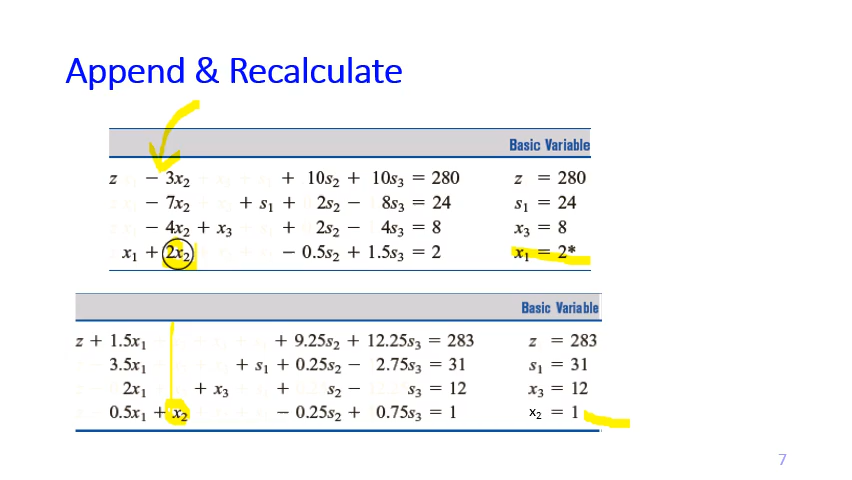 Append & Recalculate
Basic Variable
z − 3x₂ + 10s₂ + 10s₃ = 280 z = 280
− 7x₂ + s₁ + 2s₂ − 8s₃ = 24 s₁ = 24
− 4x₂ + x₃ + 2s₂ − 4s₃ = 8 x₃ = 8
x₁ + 2x₂ − 0.5s₂ + 1.5s₃ = 2 x₁ = 2*
Basic Variable
z + 1.5x₁ + 9.25s₂ + 12.25s₃ = 283 z = 283
3.5x₁ + s₁ + 0.25s₂ − 2.75s₃ = 31 s₁ = 31
2x₁ + x₃ + s₂ − s₃ = 12 x₃ = 12
0.5x₁ + x₂ − 0.25s₂ + 0.75s₃ = 1 x₂ = 1
7